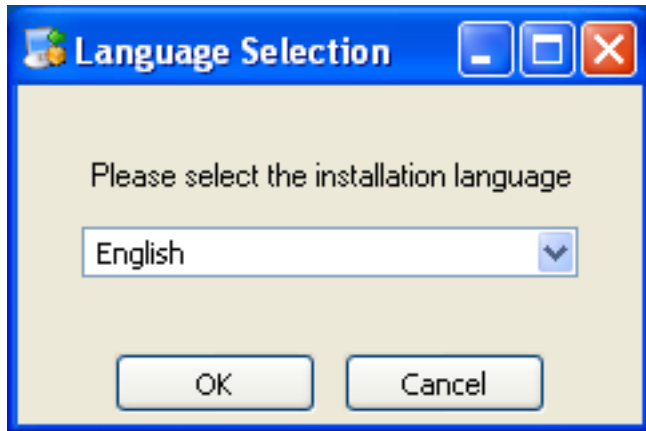 Language Selection
Please select the installation language
English
OK
Cancel